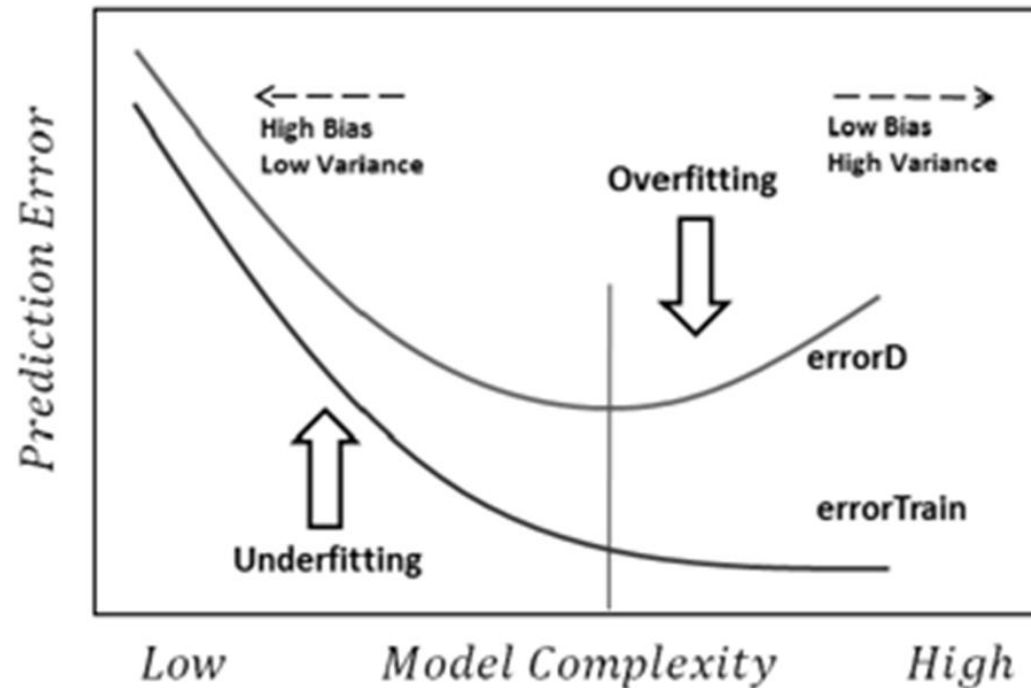 Prediction Error
High Bias
Low Variance
Low Bias
High Variance
Overfitting
errorD
errorTrain
Underfitting
Low Model Complexity High